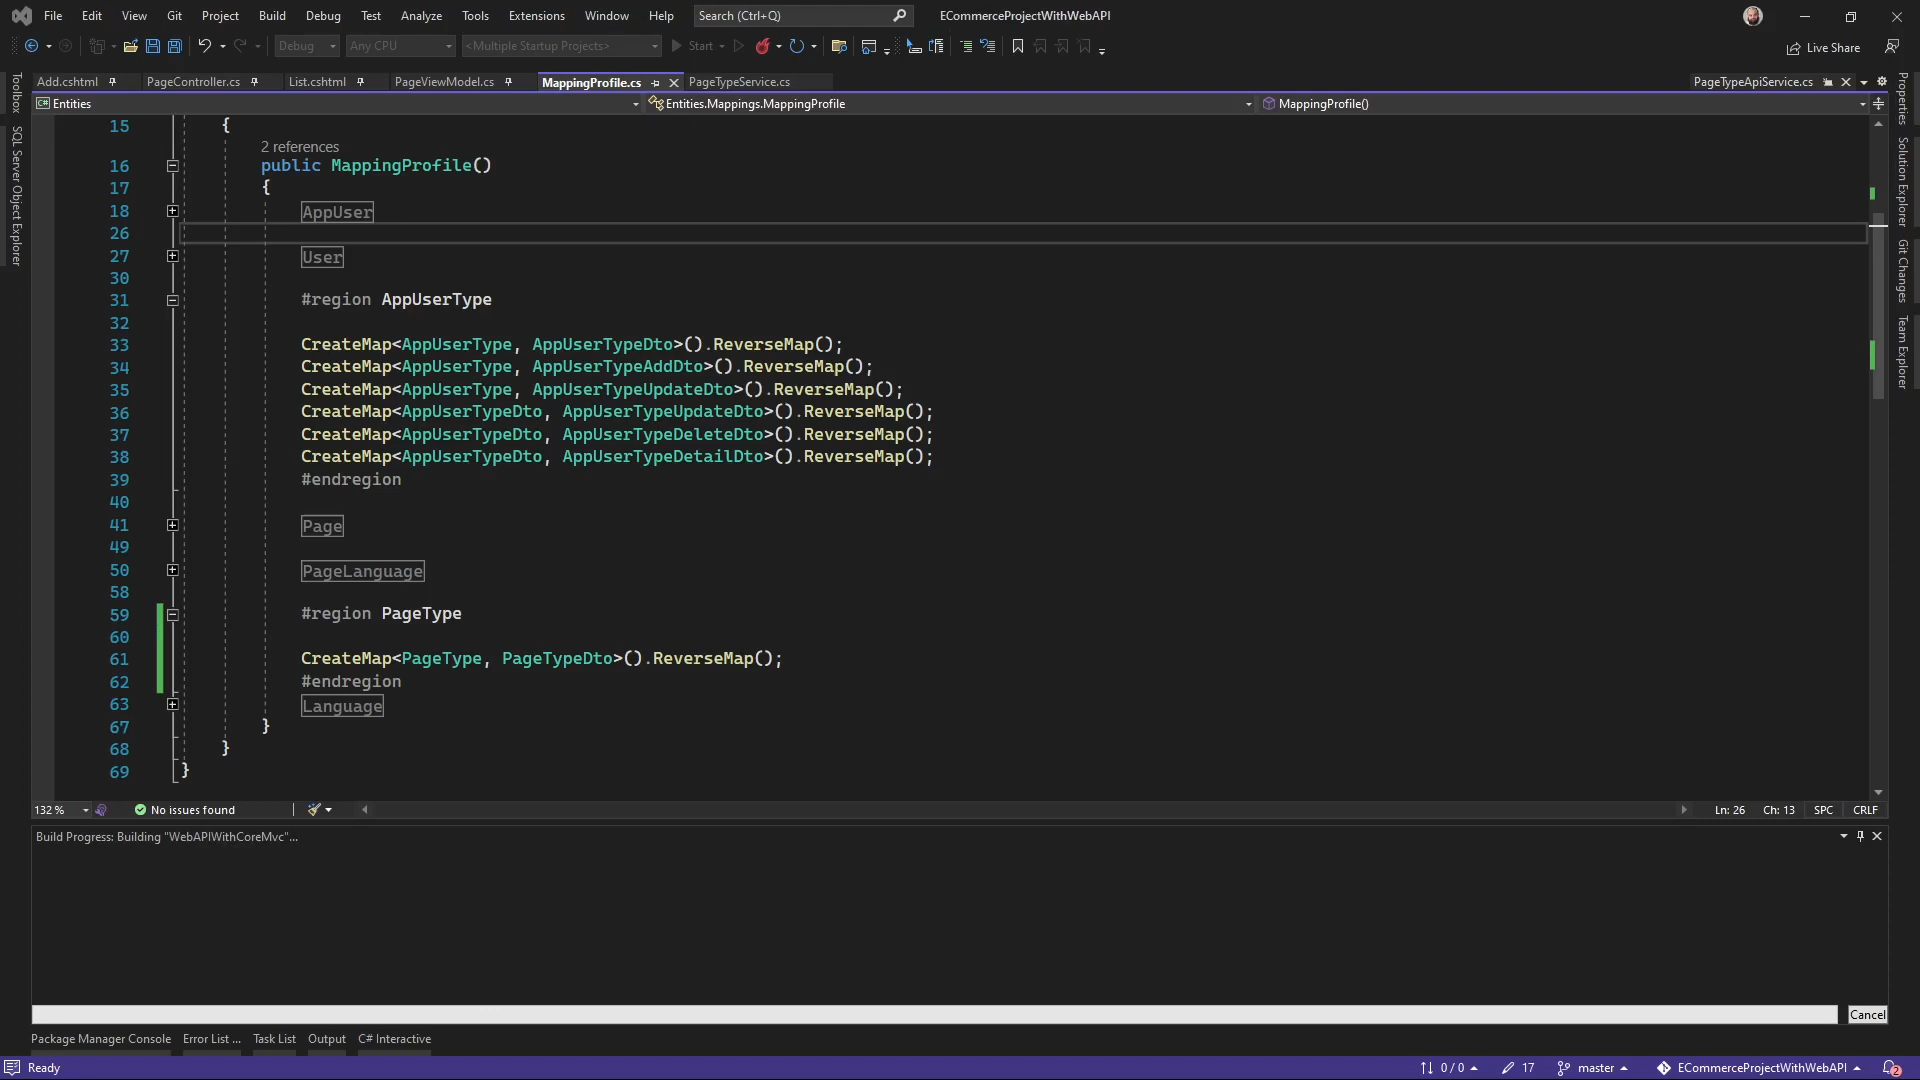 File Edit View Git Project Build Debug Test Analyze Tools Extensions Window Help Search (Ctrl+Q) ECommerceProjectWithWebAPI
Debug Any CPU <Multiple Startup Projects> Start Live Share
Add.cshtml PageController.cs List.cshtml PageViewModel.cs MappingProfile.cs PageTypeService.cs PageTypeApiService.cs
Entities Entities.Mappings.MappingProfile MappingProfile()
Toolbox
SQL Server Object Explorer
15 {
2 references
16 public MappingProfile()
17 {
18 AppUser
26
27 User
30
31 #region AppUserType
32
33 CreateMap<AppUserType, AppUserTypeDto>().ReverseMap();
34 CreateMap<AppUserType, AppUserTypeAddDto>().ReverseMap();
35 CreateMap<AppUserType, AppUserTypeUpdateDto>().ReverseMap();
36 CreateMap<AppUserTypeDto, AppUserTypeUpdateDto>().ReverseMap();
37 CreateMap<AppUserTypeDto, AppUserTypeDeleteDto>().ReverseMap();
38 CreateMap<AppUserTypeDto, AppUserTypeDetailDto>().ReverseMap();
39 #endregion
40
41 Page
49
50 PageLanguage
58
59 #region PageType
60
61 CreateMap<PageType, PageTypeDto>().ReverseMap();
62 #endregion
63 Language
67 }
68 }
69 }
Properties
Solution Explorer
Git Changes
Team Explorer
132 % No issues found Ln: 26 Ch: 13 SPC CRLF
Build Progress: Building "WebAPIWithCoreMvc"...
Cancel
Package Manager Console Error List ... Task List Output C# Interactive
Ready 0 / 0 17 master ECommerceProjectWithWebAPI 2